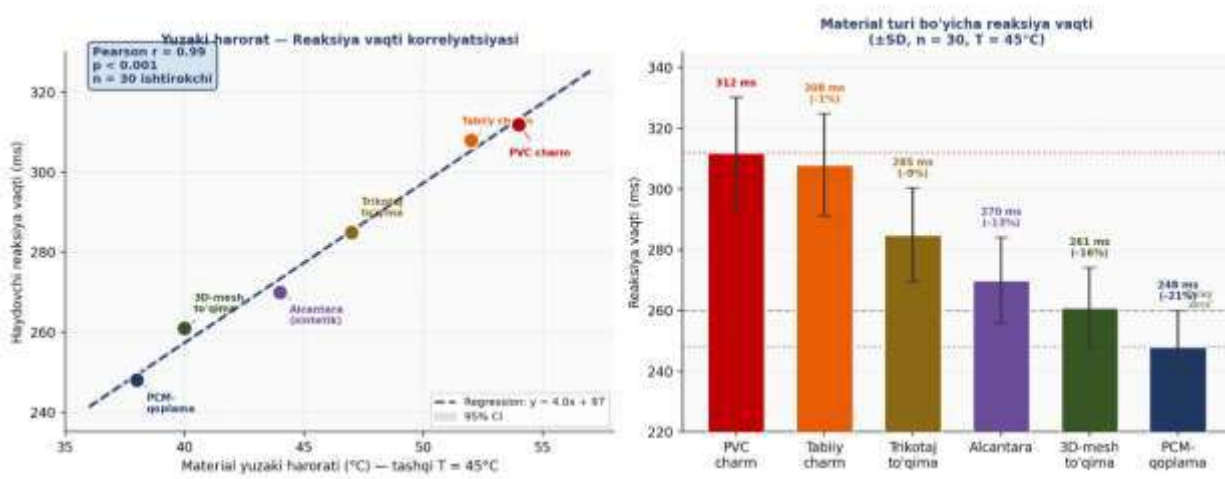 Yuzaki harorat — Reaksiya vaqti korrelyatsiyasi
Pearson r = 0.99
p < 0.001
n = 30 ishtirokchi
Haydovchi reaksiya vaqti (ms)
320
300
280
260
240
Tabiiy charm
PVC charm
Trikotaj
to'qima
3D-mesh
to'qima
Alcantara
(sintetik)
PCM-
qoplama
Regression: y = 4.0x + 97
95% CI
35 40 45 50 55
Material yuzaki harorati (°C) — tashqi T = 45°C
Material turi bo'yicha reaksiya vaqti
(±SD, n = 30, T = 45°C)
Reaksiya vaqti (ms)
340
320
300
280
260
240
220
312 ms
308 ms
(-1%)
285 ms
(-9%)
270 ms
(-13%)
261 ms
(-16%)
248 ms
(-21%)
PVC
charm
Tabiiy
charm
Trikotaj
to'qima
Alcantara
3D-mesh
to'qima
PCM-
qoplama